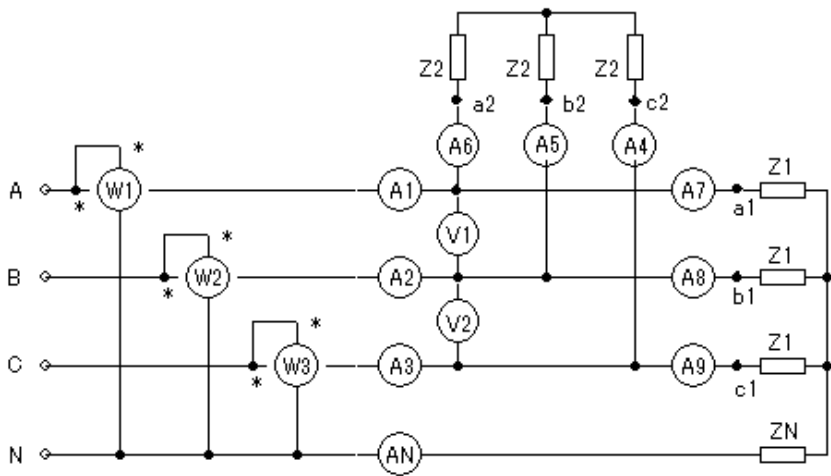 Z2 Z2 Z2
a2 b2 c2
A6 A5 A4
A * W1 * A1 A7 a1 Z1
V1
B * W2 * A2 A8 b1 Z1
V2
C * W3 * A3 A9 c1 Z1
N AN ZN